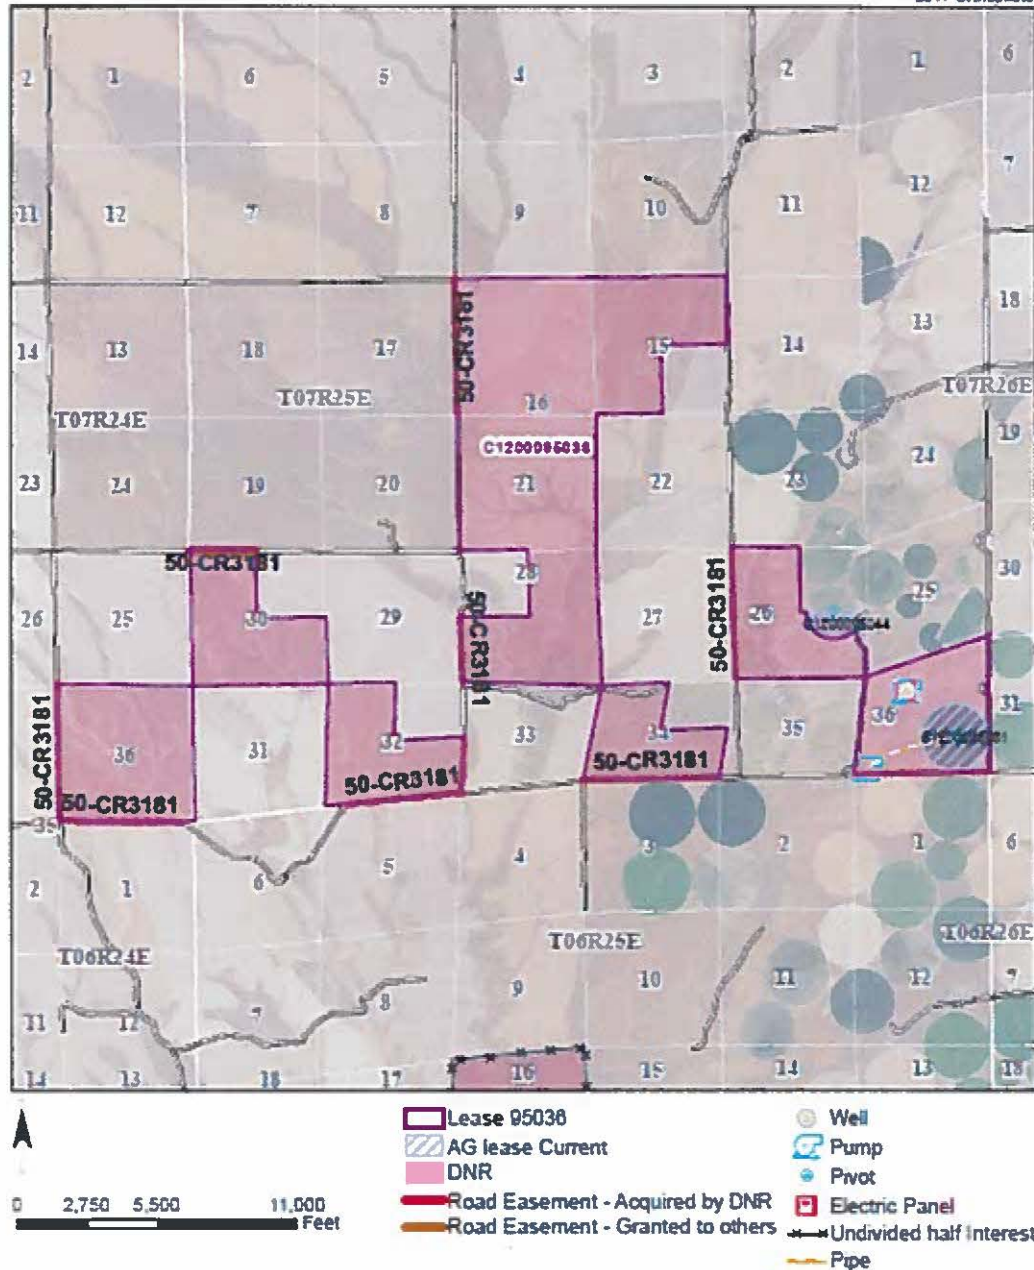 2 1 6 5 4 3 2 1 6
11 12 7 8 9 10 11 12 7
14 13 18 17 16 15 14 13 18
T07R24E T07R25E T07R26E
50-CR3181
C1200095036
23 24 19 20 21 22 23 24 19
50-CR3181
26 25 30 29 28 27 26 25 30
50-CR3181
50-CR3181
36 31 32 33 34 35 36 31
50-CR3181
50-CR3181
50-CR3181
50-CR3181
35
2 1 6 5 4 3 2 1 6
T06R24E T06R25E T06R26E
11 12 7 8 9 10 11 12 7
14 13 18 17 16 15 14 13 18
0 2,750 5,500 11,000
Feet
Lease 95036
AG lease Current
DNR
Road Easement - Acquired by DNR
Road Easement - Granted to others
Well
Pump
Pivot
Electric Panel
Undivided half Interest
Pipe